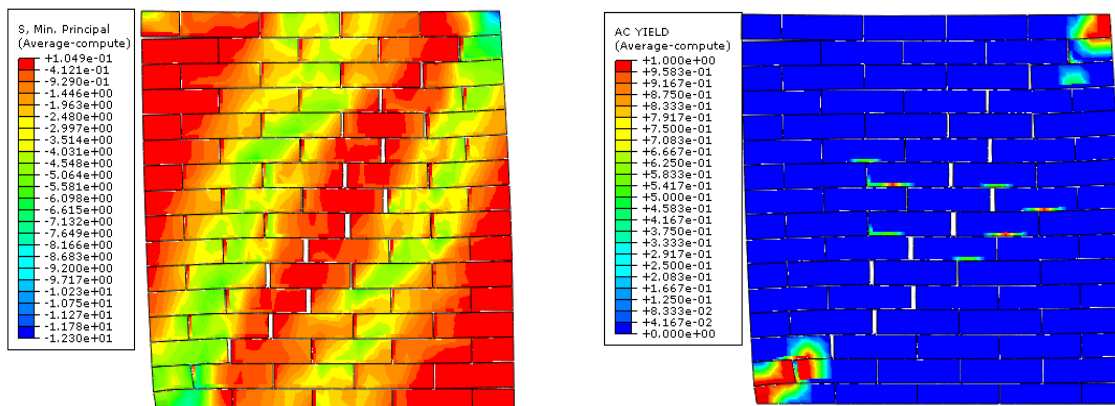 S, Min. Principal
(Average-compute)
+1.049e-01
-4.121e-01
-9.290e-01
-1.446e+00
-1.963e+00
-2.480e+00
-2.997e+00
-3.514e+00
-4.031e+00
-4.548e+00
-5.064e+00
-5.581e+00
-6.098e+00
-6.615e+00
-7.132e+00
-7.649e+00
-8.166e+00
-8.683e+00
-9.200e+00
-9.717e+00
-1.023e+01
-1.075e+01
-1.127e+01
-1.178e+01
-1.230e+01
AC YIELD
(Average-compute)
+1.000e+00
+9.583e-01
+9.167e-01
+8.750e-01
+8.333e-01
+7.917e-01
+7.500e-01
+7.083e-01
+6.667e-01
+6.250e-01
+5.833e-01
+5.417e-01
+5.000e-01
+4.583e-01
+4.167e-01
+3.750e-01
+3.333e-01
+2.917e-01
+2.500e-01
+2.083e-01
+1.667e-01
+1.250e-01
+8.333e-02
+4.167e-02
+0.000e+00